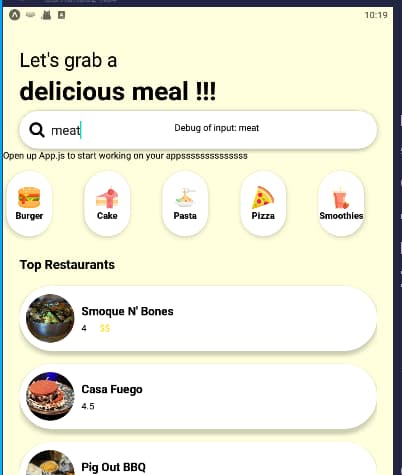 10:19
Let's grab a
delicious meal !!!
meat Debug of input: meat
Open up App.js to start working on your appsssssssssssssss
Burger Cake Pasta Pizza Smoothies
Top Restaurants
Smoque N' Bones
4 $$
Casa Fuego
4.5
Pig Out BBQ